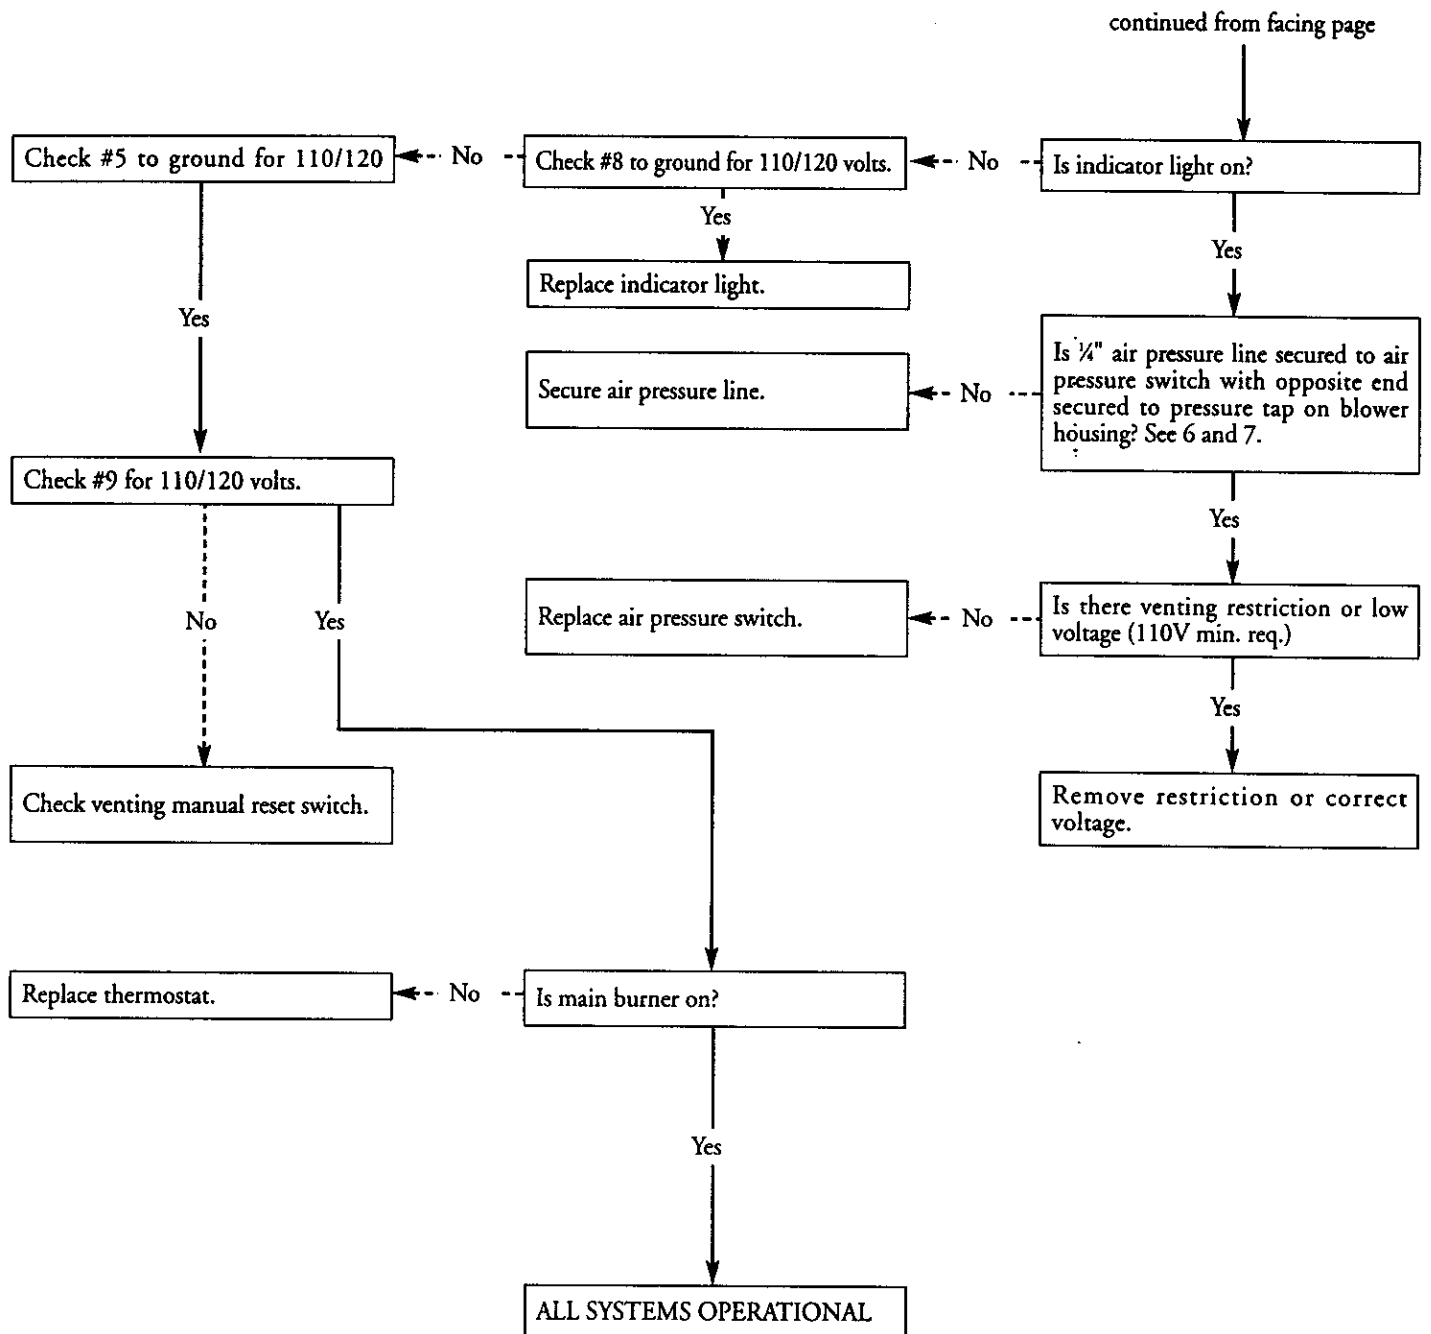 continued from facing page
Check #5 to ground for 110/120
No
Check #8 to ground for 110/120 volts.
No
Is indicator light on?
Yes
Yes
Replace indicator light.
Yes
Is ¼" air pressure line secured to air
pressure switch with opposite end
secured to pressure tap on blower
housing? See 6 and 7.
No
Secure air pressure line.
Check #9 for 110/120 volts.
Yes
Is there venting restriction or low
voltage (110V min. req.)
No
Replace air pressure switch.
No
Yes
Yes
Check venting manual reset switch.
Remove restriction or correct
voltage.
Replace thermostat.
No
Is main burner on?
Yes
ALL SYSTEMS OPERATIONAL